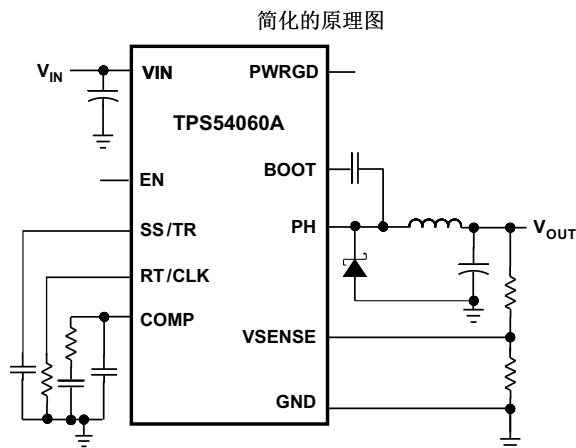 简化的原理图
VIN
VIN
PWRGD
TPS54060A
BOOT
EN
SS/TR
PH
VOUT
RT/CLK
COMP
VSENSE
GND